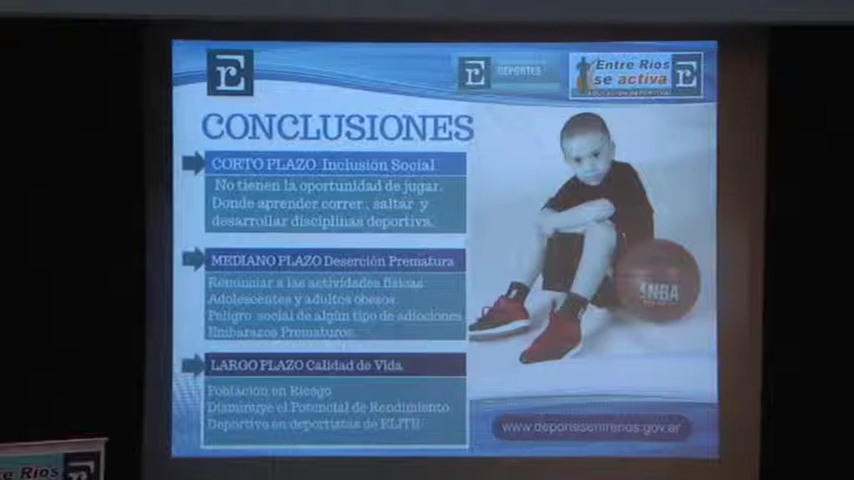 DEPORTES
Entre Ríos
se activa
EDUCACIÓN DEPORTIVA
CONCLUSIONES
CORTO PLAZO Inclusión Social
No tienen la oportunidad de jugar.
Donde aprender correr , saltar y
desarrollar disciplinas deportiva.
MEDIANO PLAZO Deserción Prematura
Renunciar a las actividades físicas
Adolescentes y adultos obesos
Peligro social de algún tipo de adicciones
Embarazos Prematuros
NBA
LARGO PLAZO Calidad de Vida
Población en Riesgo
Disminuye el Potencial de Rendimiento
Deportivo en deportistas de ELITE
www.deportesentrerios.gov.ar
Entre Ríos